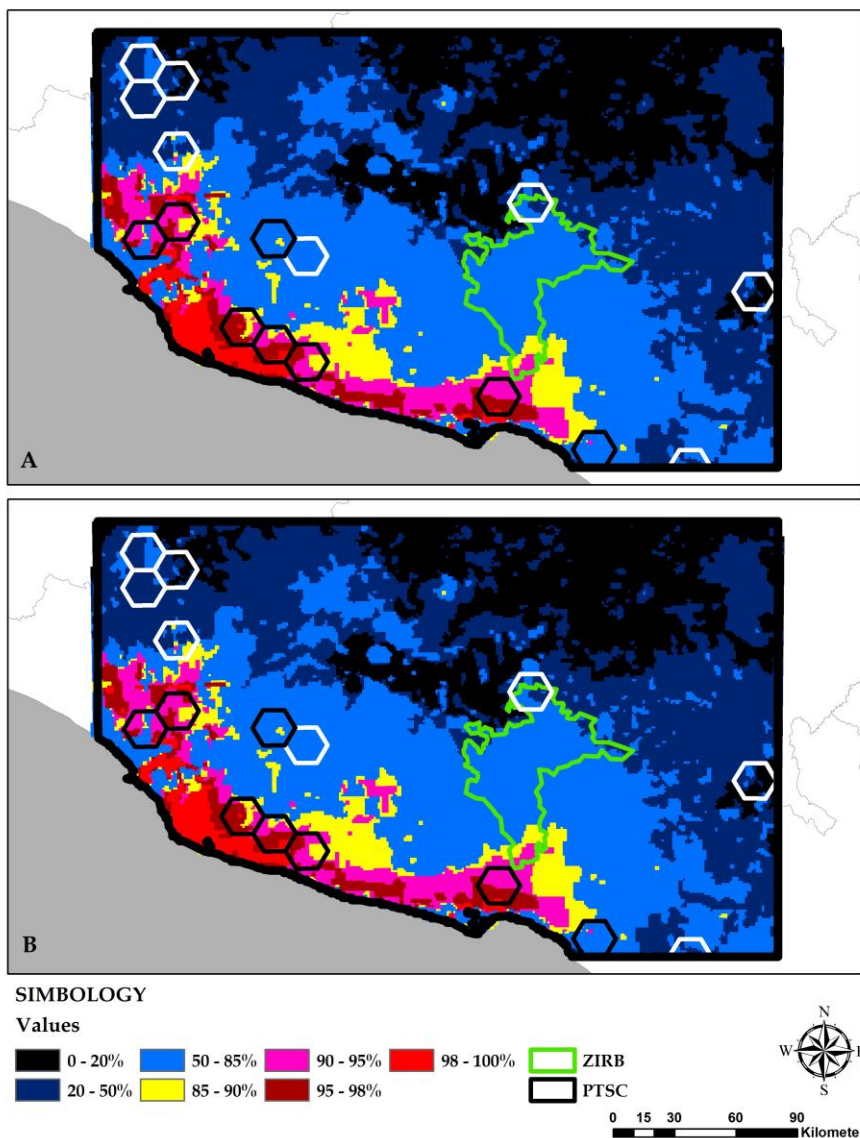 A
B
SIMBOLOGY
Values
0 - 20% 50 - 85% 90 - 95% 98 - 100% ZIRB
20 - 50% 85 - 90% 95 - 98% PTSC
N
W E
S
0 15 30 60 90
Kilomete